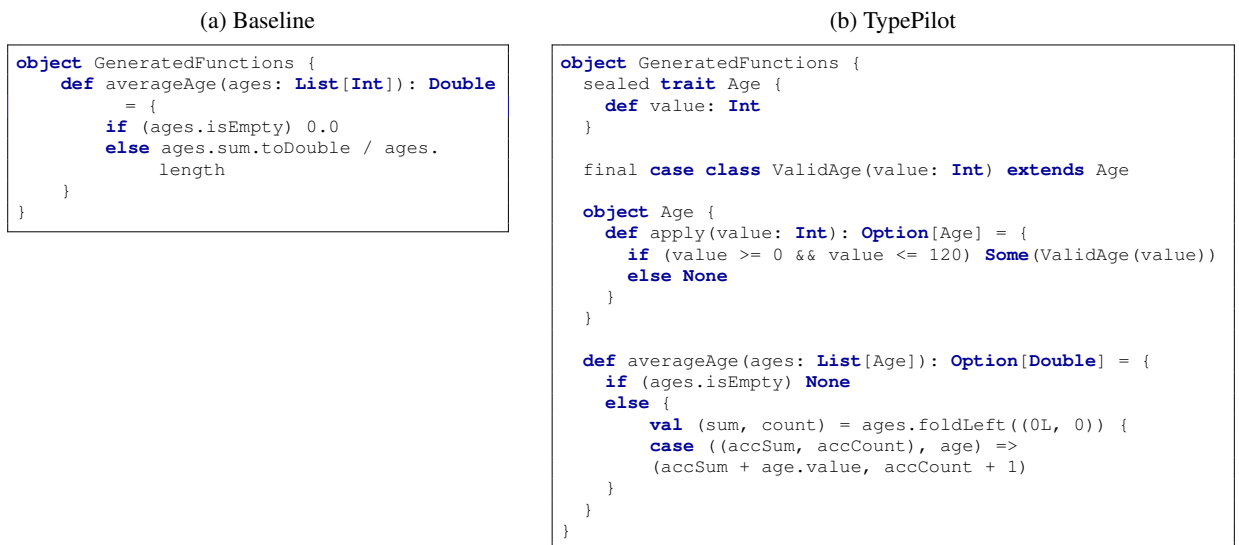 (a) Baseline
object GeneratedFunctions {
    def averageAge(ages: List[Int]): Double
          = {
        if (ages.isEmpty) 0.0
        else ages.sum.toDouble / ages.
             length
    }
}
(b) TypePilot
object GeneratedFunctions {
  sealed trait Age {
    def value: Int
  }

  final case class ValidAge(value: Int) extends Age

  object Age {
    def apply(value: Int): Option[Age] = {
      if (value >= 0 && value <= 120) Some(ValidAge(value))
      else None
    }
  }

  def averageAge(ages: List[Age]): Option[Double] = {
    if (ages.isEmpty) None
    else {
        val (sum, count) = ages.foldLeft((0L, 0)) {
        case ((accSum, accCount), age) =>
        (accSum + age.value, accCount + 1)
      }
    }
}